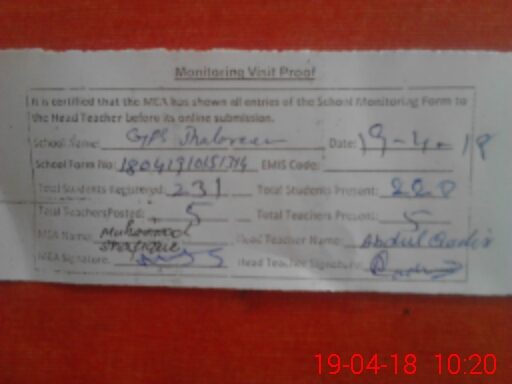 Monitoring Visit Proof
It is certified that the MEA has shown all entries of the School Monitoring Form to
the Head Teacher before its online submission.
School Name: GPS Date: 19-4-18
School Form No: EMIS Code:
Total Students Registered: 231 Total Students Present: 228
Total Teachers Posted: 5 Total Teachers Present: 5
MEA Name: Muhammad Shafique Head Teacher Name: Abdul Qadir
MEA Signature: Head Teacher Signature:
19-04-18 10:20